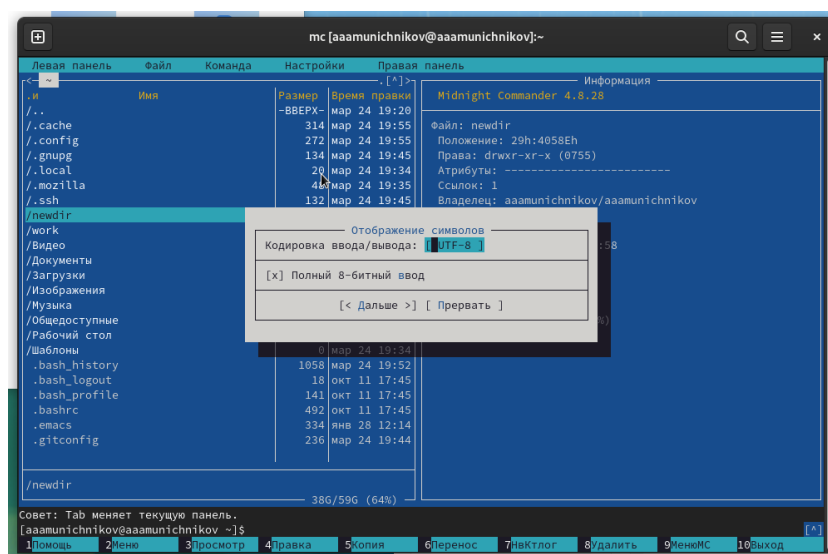 mc [aaamunichnikov@aaamunichnikov]:~
Левая панель Файл Команда Настройки Правая панель
<- ~ .[^]>
.и Имя Размер Время правки
/.. -ВВЕРХ- мар 24 19:20
/.cache 314 мар 24 19:55
/.config 272 мар 24 19:55
/.gnupg 134 мар 24 19:45
/.local 20 мар 24 19:34
/.mozilla 48 мар 24 19:35
/.ssh 132 мар 24 19:45
/newdir
/work
/Видео
/Документы
/Загрузки
/Изображения
/Музыка
/Общедоступные
/Рабочий стол
/Шаблоны 0 мар 24 19:34
.bash_history 1058 мар 24 19:52
.bash_logout 18 окт 11 17:45
.bash_profile 141 окт 11 17:45
.bashrc 492 окт 11 17:45
.emacs 334 янв 28 12:14
.gitconfig 236 мар 24 19:44
/newdir
38G/59G (64%)
Информация
Midnight Commander 4.8.28
Файл: newdir
Положение: 29h:4058Eh
Права: drwxr-xr-x (0755)
Атрибуты: -------------------------
Ссылок: 1
Владелец: aaamunichnikov/aaamunichnikov
:58
%)
Отображение символов
Кодировка ввода/вывода: [ UTF-8 ]
[x] Полный 8-битный ввод
[< Дальше >] [ Прервать ]
Совет: Tab меняет текущую панель.
[aaamunichnikov@aaamunichnikov ~]$ [^]
1Помощь 2Меню 3Просмотр 4Правка 5Копия 6Перенос 7НвКтлог 8Удалить 9МенюMC 10Выход